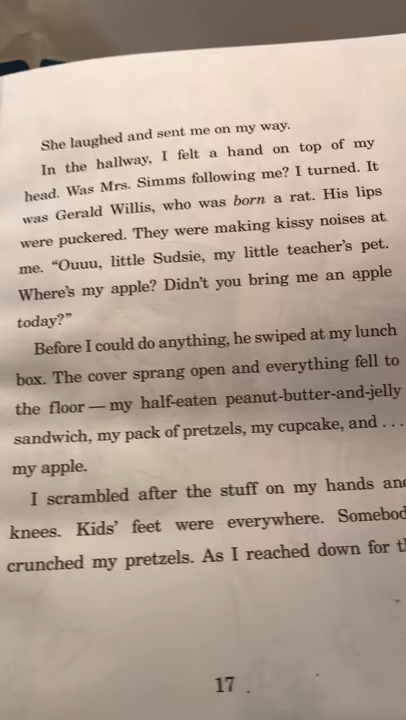 She laughed and sent me on my way.
In the hallway, I felt a hand on top of my
head. Was Mrs. Simms following me? I turned. It
was Gerald Willis, who was born a rat. His lips
were puckered. They were making kissy noises at
me. “Ouuu, little Sudsie, my little teacher’s pet.
Where’s my apple? Didn’t you bring me an apple
today?”
Before I could do anything, he swiped at my lunch
box. The cover sprang open and everything fell to
the floor — my half-eaten peanut-butter-and-jelly
sandwich, my pack of pretzels, my cupcake, and . . .
my apple.
I scrambled after the stuff on my hands and
knees. Kids’ feet were everywhere. Somebod
crunched my pretzels. As I reached down for t
17